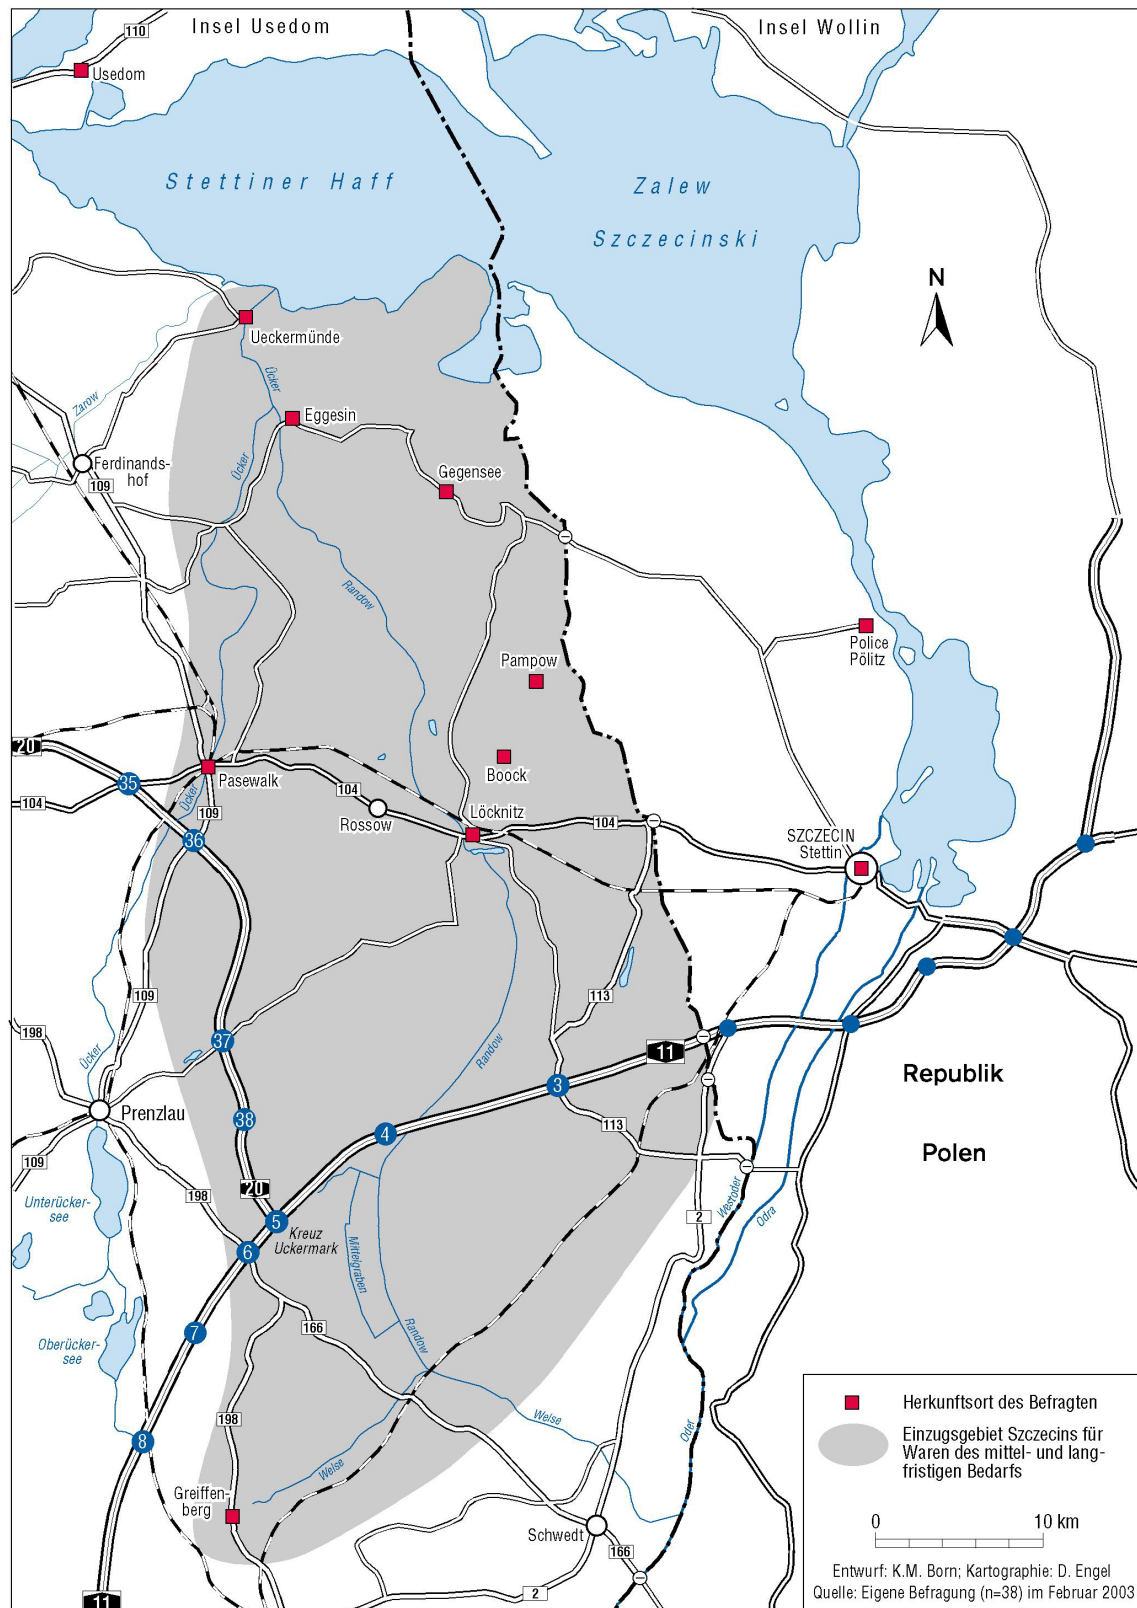 Insel Usedom
Insel Wollin
110
Usedom
Stettiner Haff
Zalew
Szczecinski
N
Ueckermünde
Ücker
Zarow
Eggesin
Ücker
Ferdinands-
hof
109
Gegensee
Randow
Police
Pölitz
Pampow
20
35
Pasewalk
Boock
104
Ücker
109
104
Rossow
Löcknitz
104
SZCZECIN
Stettin
36
109
113
198
Ücker
37
Randow
11
3
Republik
Polen
Prenzlau
38
4
113
109
198
20
Unterücker-
see
5
Kreuz
Uckermark
6
Mittelgraben
2
Westoder
Odra
7
166
Randow
Oberücker-
see
198
8
Welse
Welse
Oder
Greiffen-
berg
Schwedt
166
2
11
Herkunftsort des Befragten
Einzugsgebiet Szczecins für
Waren des mittel- und lang-
fristigen Bedarfs
0 10 km
Entwurf: K.M. Born; Kartographie: D. Engel
Quelle: Eigene Befragung (n=38) im Februar 2003